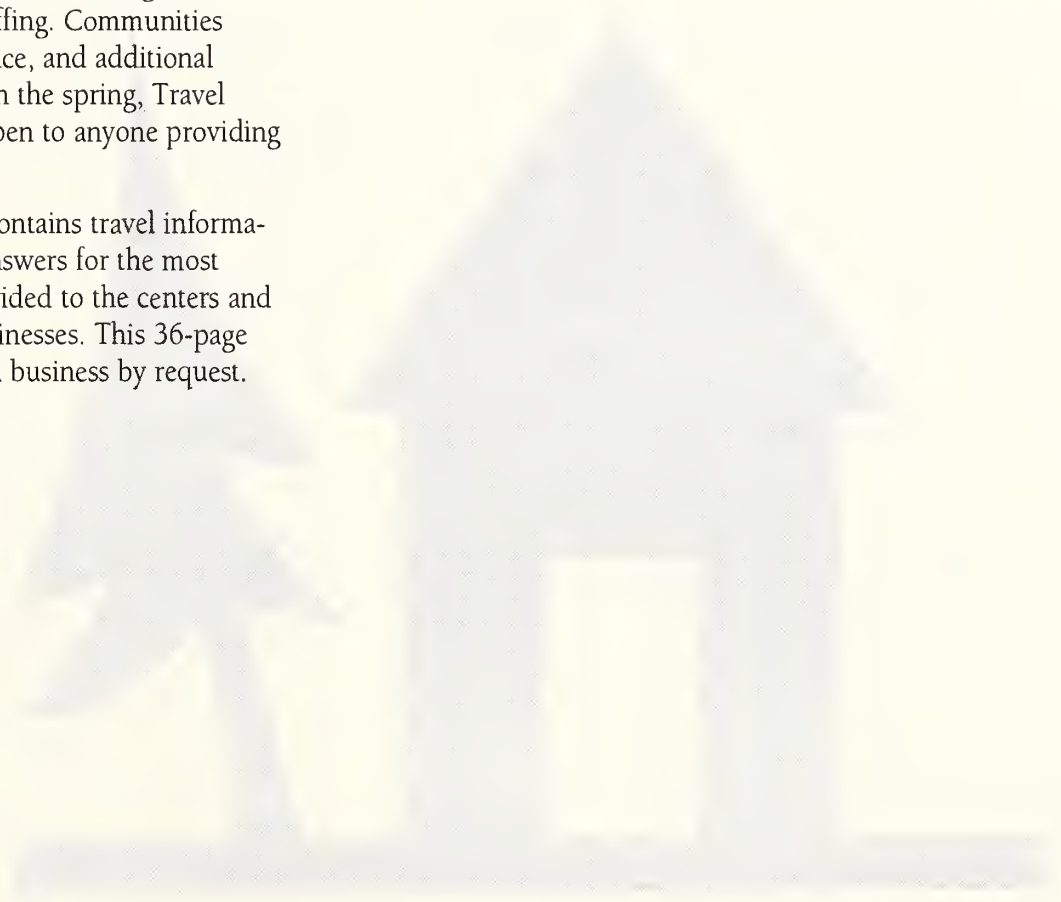 ffing. Communities
ce, and additional
the spring, Travel
en to anyone providing
ontains travel informa-
swers for the most
ided to the centers and
inesses. This 36-page
business by request.